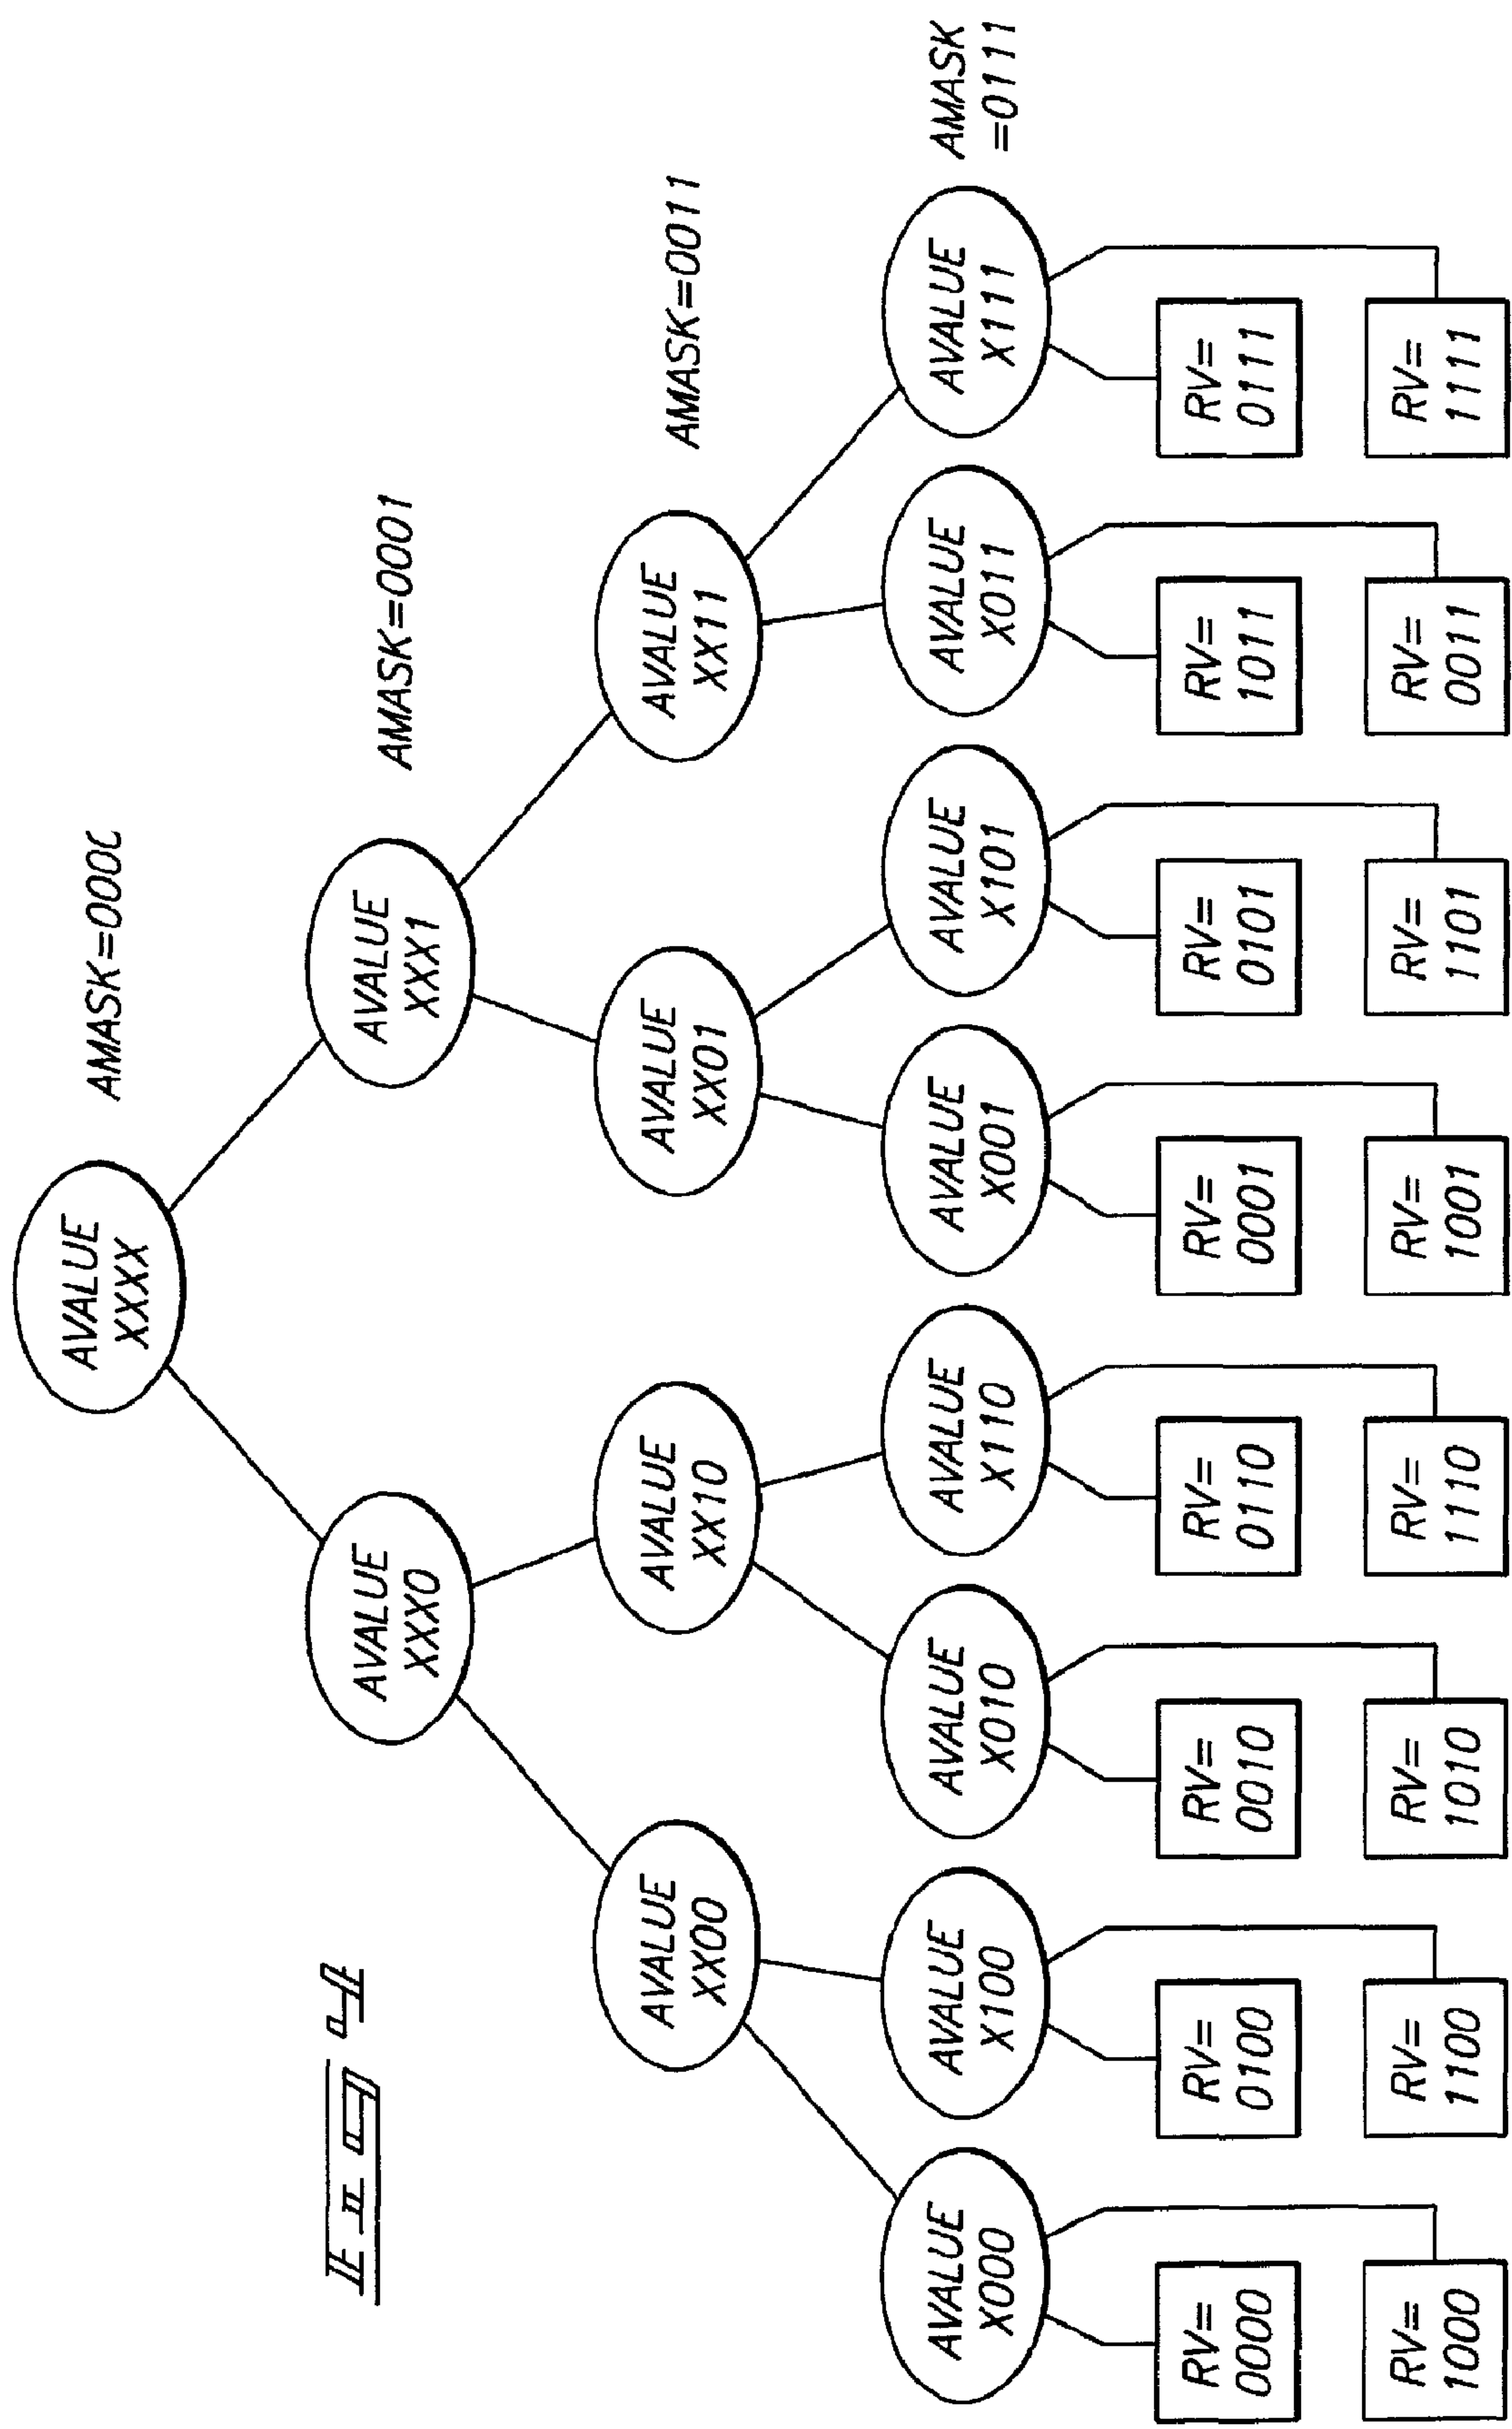 AMASK=000
AVALUE
XXXX
AMASK=0001
AVALUE
XXX0
AVALUE
XXX1
AMASK=0011
AVALUE
XX00
AVALUE
XX10
AVALUE
XX01
AVALUE
XX11
AMASK
=0111
AVALUE
X000
AVALUE
X100
AVALUE
X010
AVALUE
X110
AVALUE
X001
AVALUE
X101
AVALUE
X011
AVALUE
X111
RV=
0000
RV=
0100
RV=
0010
RV=
0110
RV=
0001
RV=
0101
RV=
1011
RV=
0111
RV=
1000
RV=
1100
RV=
1010
RV=
1110
RV=
1001
RV=
1101
RV=
0011
RV=
1111